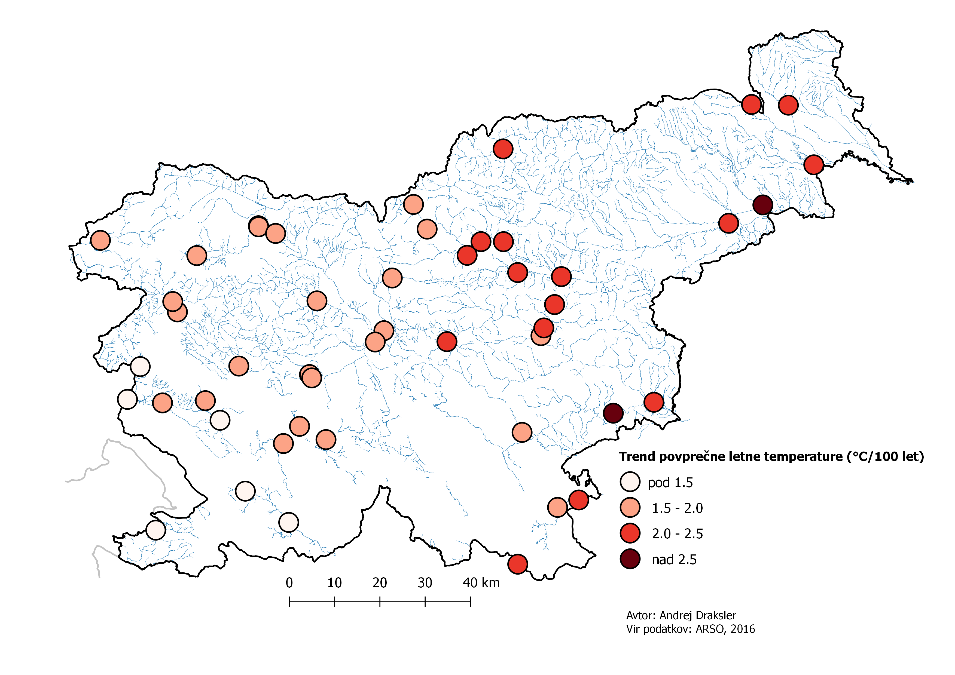 Trend povprečne letne temperature (°C/100 let)
pod 1.5
1.5 - 2.0
2.0 - 2.5
nad 2.5
0 10 20 30 40 km
Avtor: Andrej Draksler
Vir podatkov: ARSO, 2016